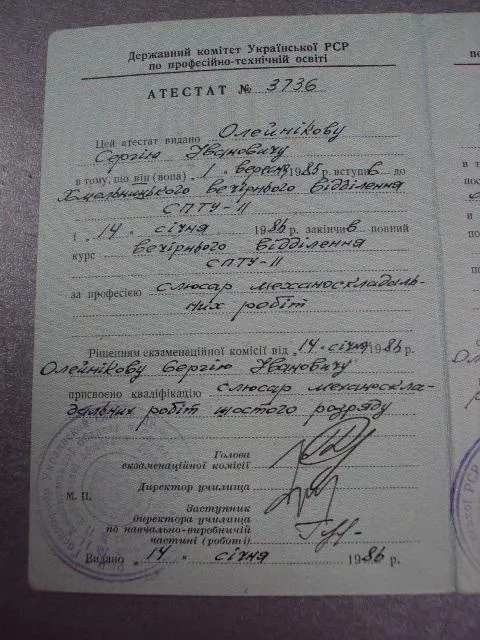 Державний комітет Української РСР
по професійно-технічній освіті
АТЕСТАТ № 3736
Цей атестат видано Олейнікову
Сергію Івановичу
в тому, що він (вона) „1„ вересня 1985 р. вступив до
Хмельницького вечірнього відділення
СПТУ-11
і „14„ січня 1986 р. закінчив повний
курс вечірнього відділення
СПТУ-11
за професією слюсар механоскладаль-
них робіт
Рішенням екзаменаційної комісії від „14„ січня 1986 р.
Олейнікову Сергію Івановичу
присвоєно кваліфікацію слюсар механоскла-
дальних робіт шостого розряду
Голова
екзаменаційної комісії
М. П.
Директор училища
Заступник
директора училища
по навчально-виробничій
частині (роботі)
Видано „14„ січня 1986 р.